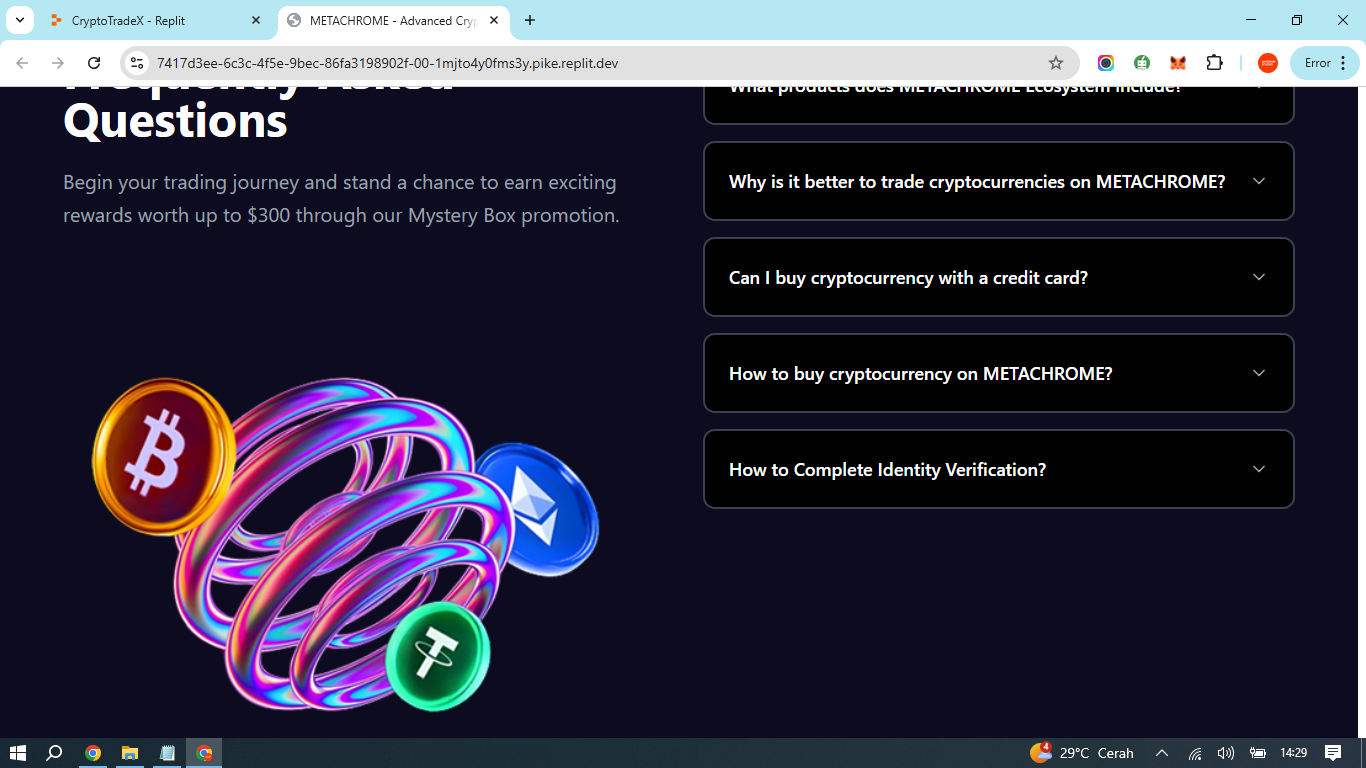 CryptoTradeX - Replit
METACHROME - Advanced Cry
7417d3ee-6c3c-4f5e-9bec-86fa3198902f-00-1mjto4y0fms3y.pike.replit.dev
Error
Frequently Asked
Questions
Begin your trading journey and stand a chance to earn exciting
rewards worth up to $300 through our Mystery Box promotion.
What products does METACHROME Ecosystem include?
Why is it better to trade cryptocurrencies on METACHROME?
Can I buy cryptocurrency with a credit card?
How to buy cryptocurrency on METACHROME?
How to Complete Identity Verification?
4
29°C Cerah
14:29